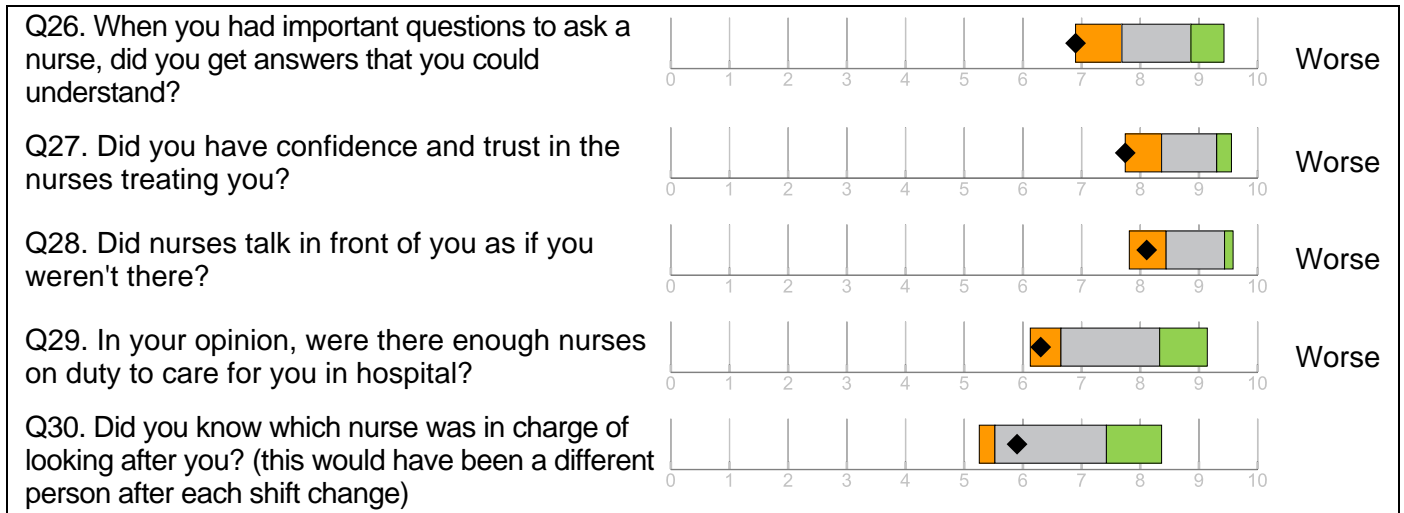 Q26. When you had important questions to ask a
nurse, did you get answers that you could
understand?
0 1 2 3 4 5 6 7 8 9 10
Worse
Q27. Did you have confidence and trust in the
nurses treating you?
0 1 2 3 4 5 6 7 8 9 10
Worse
Q28. Did nurses talk in front of you as if you
weren't there?
0 1 2 3 4 5 6 7 8 9 10
Worse
Q29. In your opinion, were there enough nurses
on duty to care for you in hospital?
0 1 2 3 4 5 6 7 8 9 10
Worse
Q30. Did you know which nurse was in charge of
looking after you? (this would have been a different
person after each shift change)
0 1 2 3 4 5 6 7 8 9 10